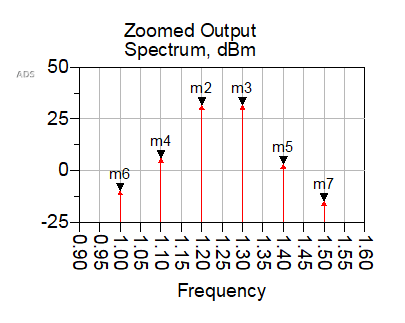 Zoomed Output
Spectrum, dBm
ADS
50
25
0
-25
m6
m4
m2
m3
m5
m7
0.90
0.95
1.00
1.05
1.10
1.15
1.20
1.25
1.30
1.35
1.40
1.45
1.50
1.55
1.60
Frequency